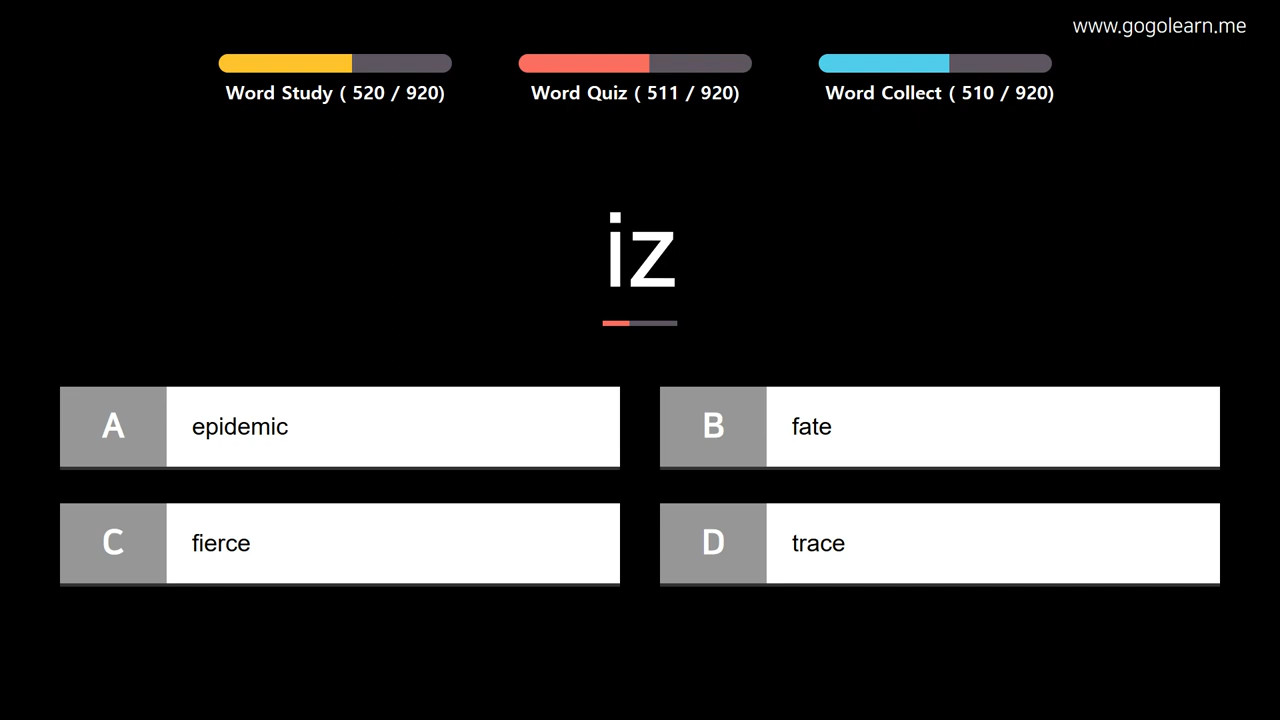 www.gogolearn.me
Word Study ( 520 / 920)
Word Quiz ( 511 / 920)
Word Collect ( 510 / 920)
iz
A epidemic
B fate
C fierce
D trace